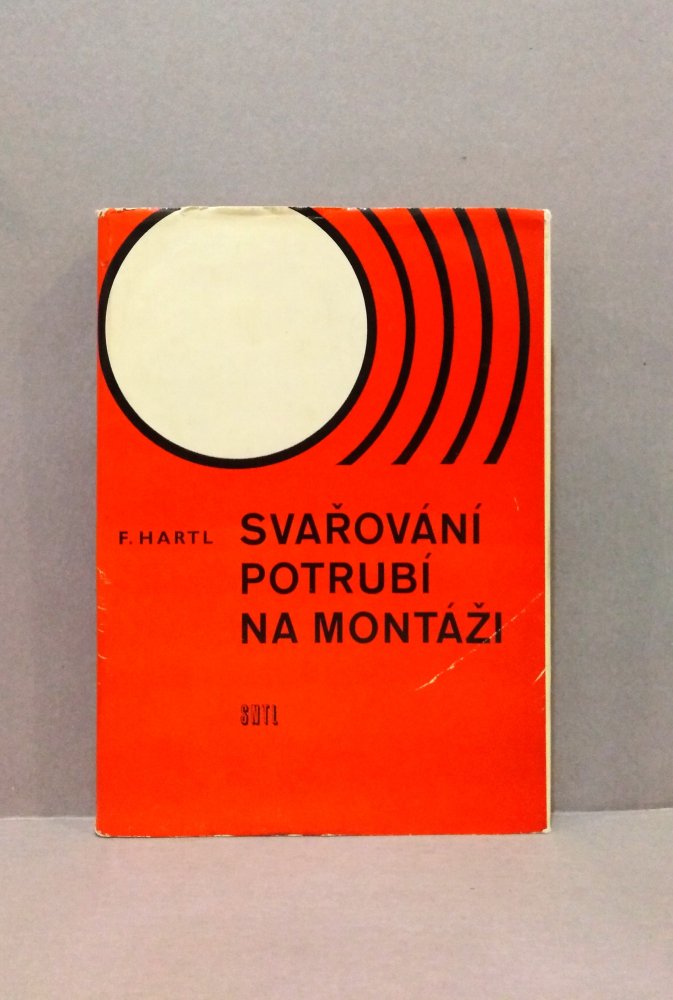 F. HARTL
SVAŘOVÁNÍ
POTRUBÍ
NA MONTÁŽI
SNTL